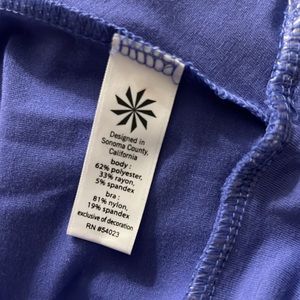 Designed in
Sonoma County,
California
body :
62% polyester,
33% rayon,
5% spandex
bra :
81% nylon,
19% spandex
exclusive of decoration
RN #54023